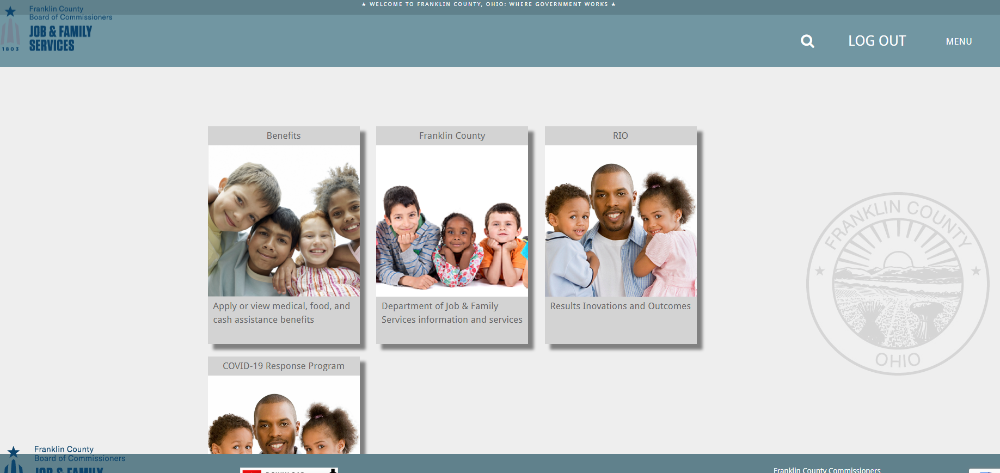 ★ WELCOME TO FRANKLIN COUNTY, OHIO: WHERE GOVERNMENT WORKS ★
Franklin County
Board of Commissioners
JOB & FAMILY
SERVICES
1803
LOG OUT
MENU
Benefits
Franklin County
RIO
Apply or view medical, food, and
cash assistance benefits
Department of Job & Family
Services information and services
Results Inovations and Outcomes
FRANKLIN COUNTY
OHIO
COVID-19 Response Program
Franklin County
Board of Commissioners
JOB & FAMILY
DOWNLOAD
Franklin County Commissioners